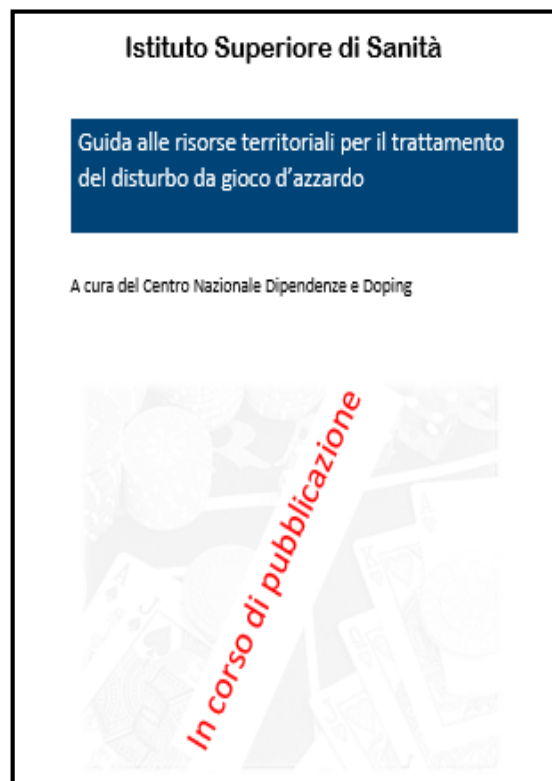 Istituto Superiore di Sanità
Guida alle risorse territoriali per il trattamento
del disturbo da gioco d'azzardo
A cura del Centro Nazionale Dipendenze e Doping
In corso di pubblicazione